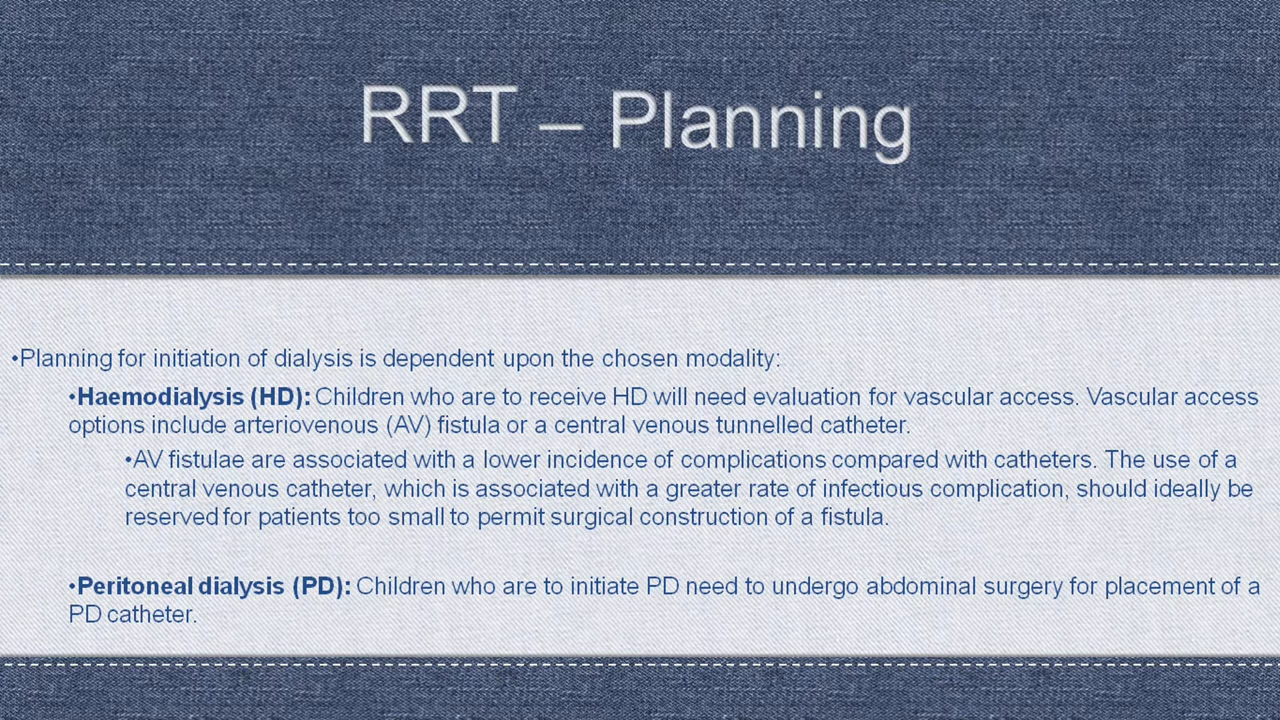 RRT – Planning
•Planning for initiation of dialysis is dependent upon the chosen modality:
•Haemodialysis (HD): Children who are to receive HD will need evaluation for vascular access. Vascular access
options include arteriovenous (AV) fistula or a central venous tunnelled catheter.
•AV fistulae are associated with a lower incidence of complications compared with catheters. The use of a
central venous catheter, which is associated with a greater rate of infectious complication, should ideally be
reserved for patients too small to permit surgical construction of a fistula.
•Peritoneal dialysis (PD): Children who are to initiate PD need to undergo abdominal surgery for placement of a
PD catheter.